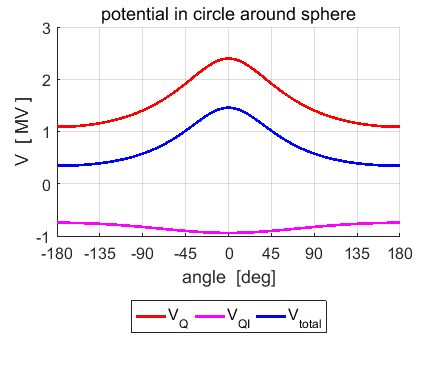 potential in circle around sphere
3
2
1
0
-1
V [ MV ]
-180 -135 -90 -45 0 45 90 135 180
angle [deg]
V_Q V_QI V_total